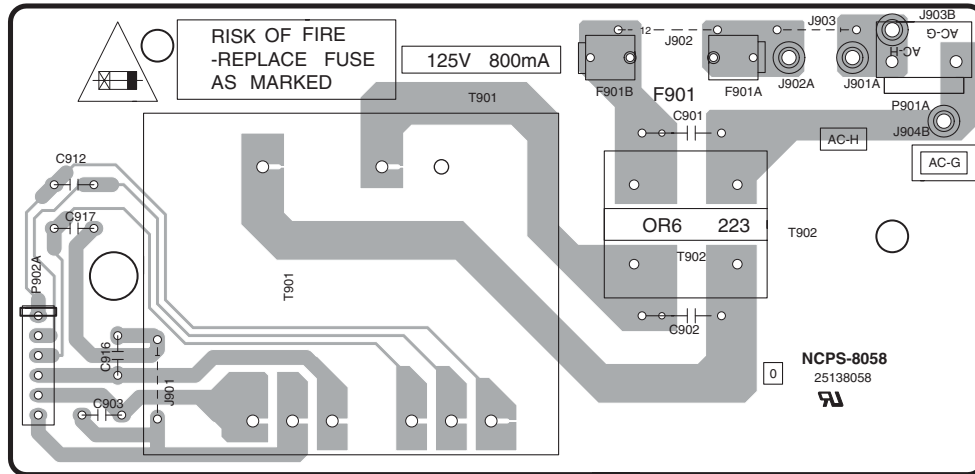 RISK OF FIRE
-REPLACE FUSE
AS MARKED
125V 800mA
T901
F901B
12
J902
J903
F901
F901A
J902A
J901A
J903B
AC-G
AC-H
P901A
J904B
C901
AC-H
AC-G
C912
C917
P902A
T901
OR6 223
T902
T902
C902
C916
J901
C903
0
NCPS-8058
25138058